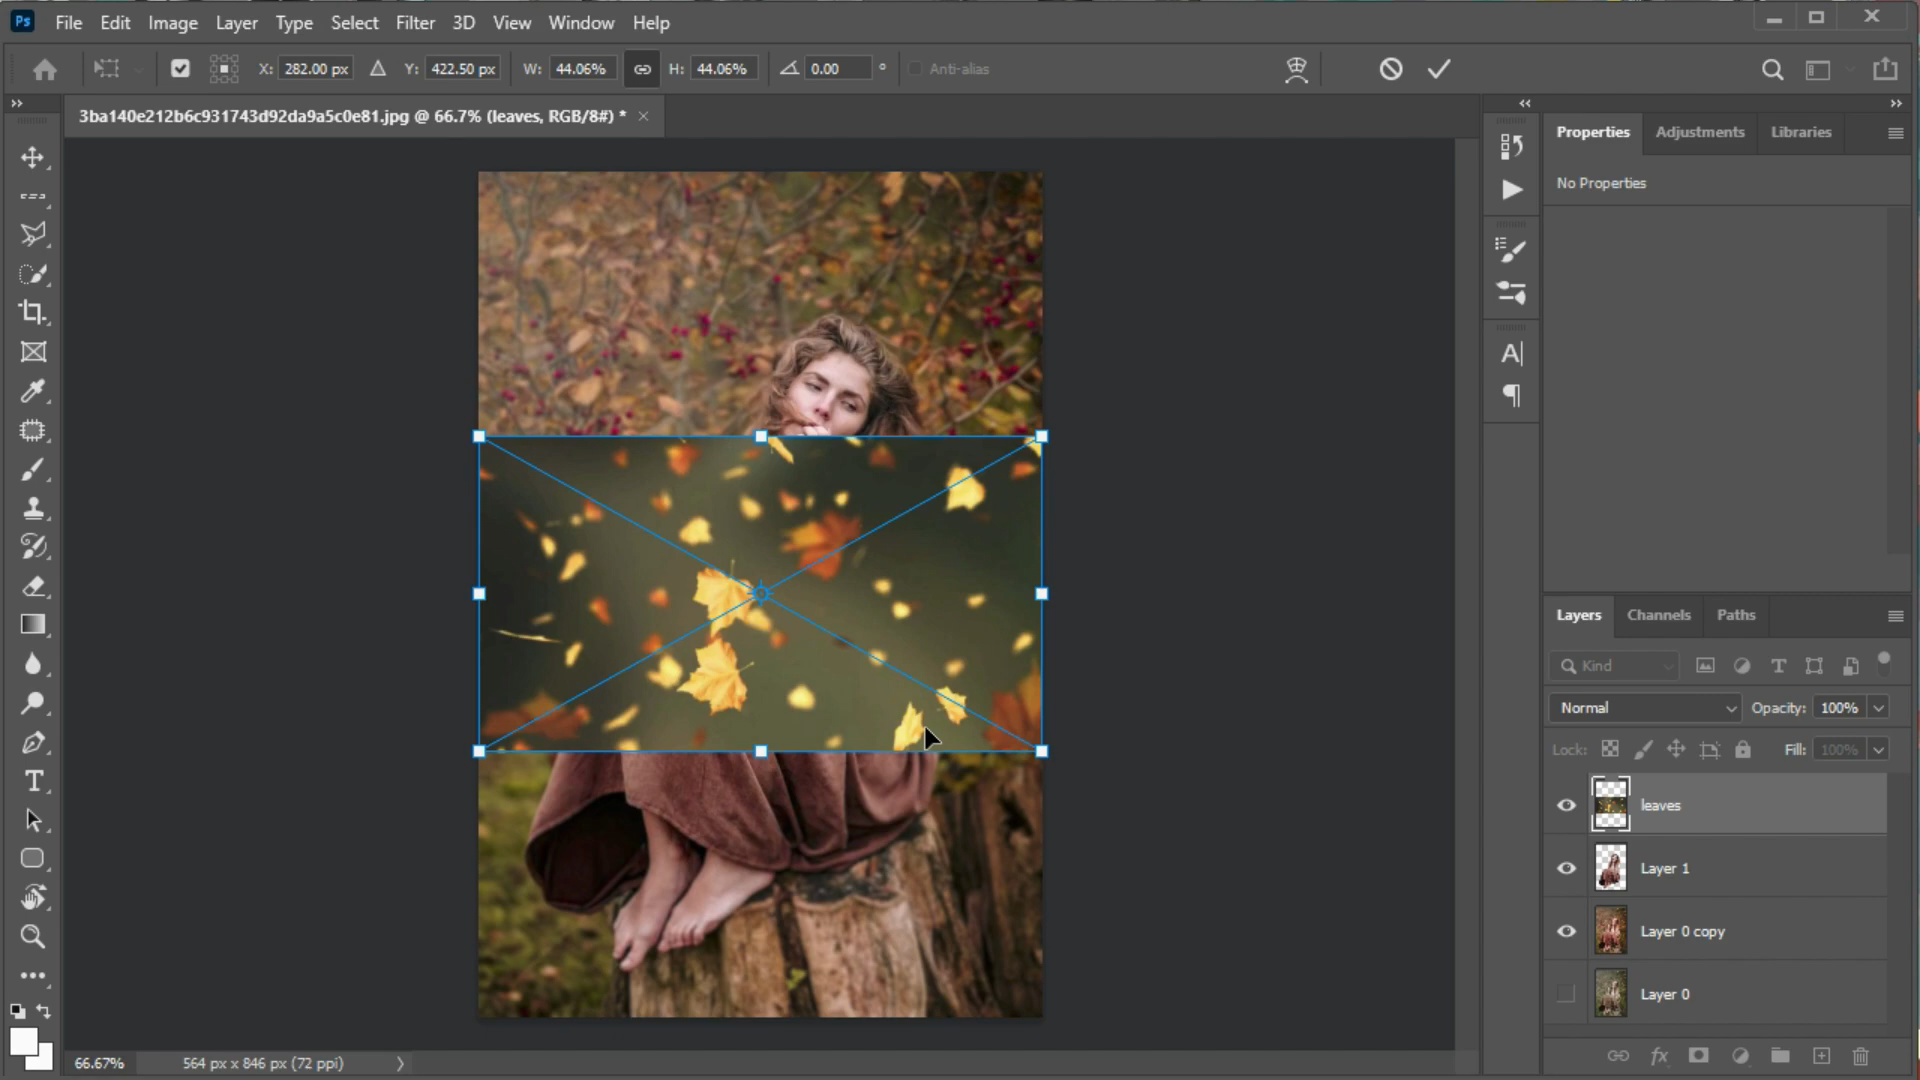 Ps File Edit Image Layer Type Select Filter 3D View Window Help
X: 282.00 px Y: 422.50 px W: 44.06% H: 44.06% 0.00 ° Anti-alias
3ba140e212b6c931743d92da9a5c0e81.jpg @ 66.7% (leaves, RGB/8#) *
Properties Adjustments Libraries
No Properties
Layers Channels Paths
Kind
Normal Opacity: 100%
Lock: Fill: 100%
leaves
Layer 1
Layer 0 copy
Layer 0
66.67% 564 px x 846 px (72 ppi)